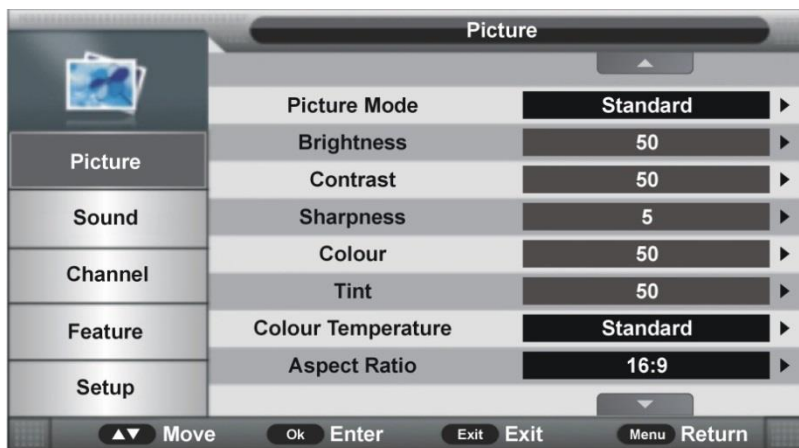 Picture
Picture Mode Standard
Brightness 50
Contrast 50
Sharpness 5
Colour 50
Tint 50
Colour Temperature Standard
Aspect Ratio 16:9
Picture
Sound
Channel
Feature
Setup
▲▼ Move Ok Enter Exit Exit Menu Return